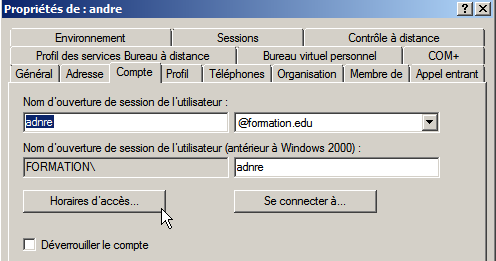 Propriétés de : andre
Environnement Sessions Contrôle à distance
Profil des services Bureau à distance Bureau virtuel personnel COM+
Général Adresse Compte Profil Téléphones Organisation Membre de Appel entrant
Nom d'ouverture de session de l'utilisateur :
adnre @formation.edu
Nom d'ouverture de session de l'utilisateur (antérieur à Windows 2000) :
FORMATION\ adnre
Horaires d'accès... Se connecter à...
Déverrouiller le compte